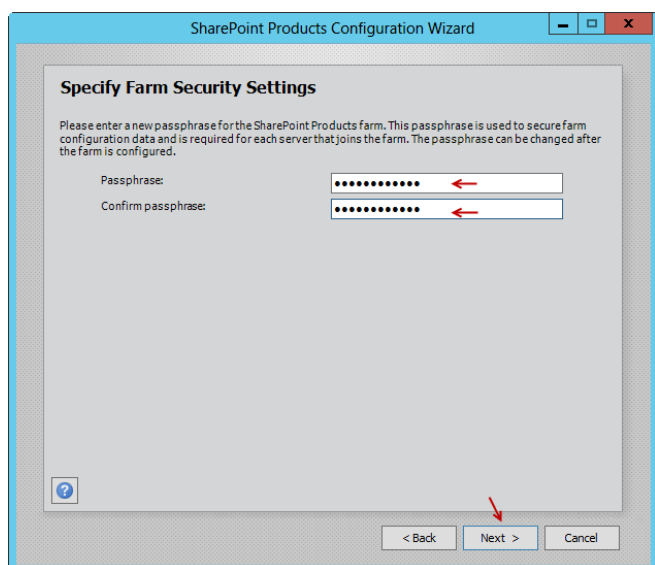 SharePoint Products Configuration Wizard
Specify Farm Security Settings
Please enter a new passphrase for the SharePoint Products farm. This passphrase is used to secure farm
configuration data and is required for each server that joins the farm. The passphrase can be changed after
the farm is configured.
Passphrase: ••••••••••••
Confirm passphrase: ••••••••••••
?
< Back Next > Cancel